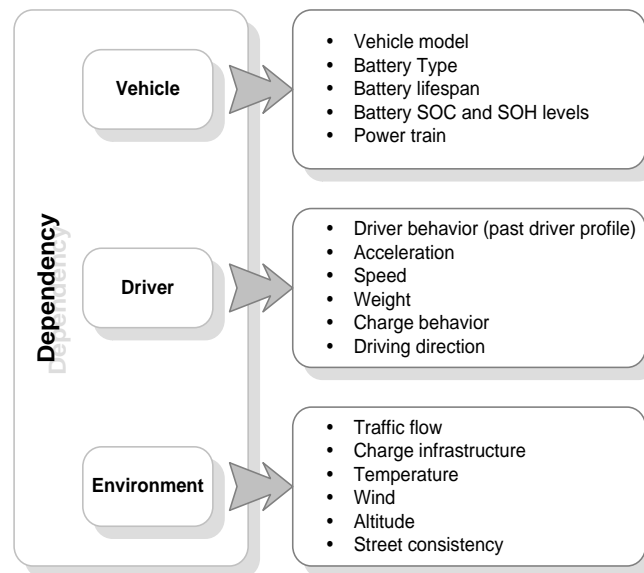 Dependency
Vehicle
• Vehicle model
• Battery Type
• Battery lifespan
• Battery SOC and SOH levels
• Power train
Driver
• Driver behavior (past driver profile)
• Acceleration
• Speed
• Weight
• Charge behavior
• Driving direction
Environment
• Traffic flow
• Charge infrastructure
• Temperature
• Wind
• Altitude
• Street consistency